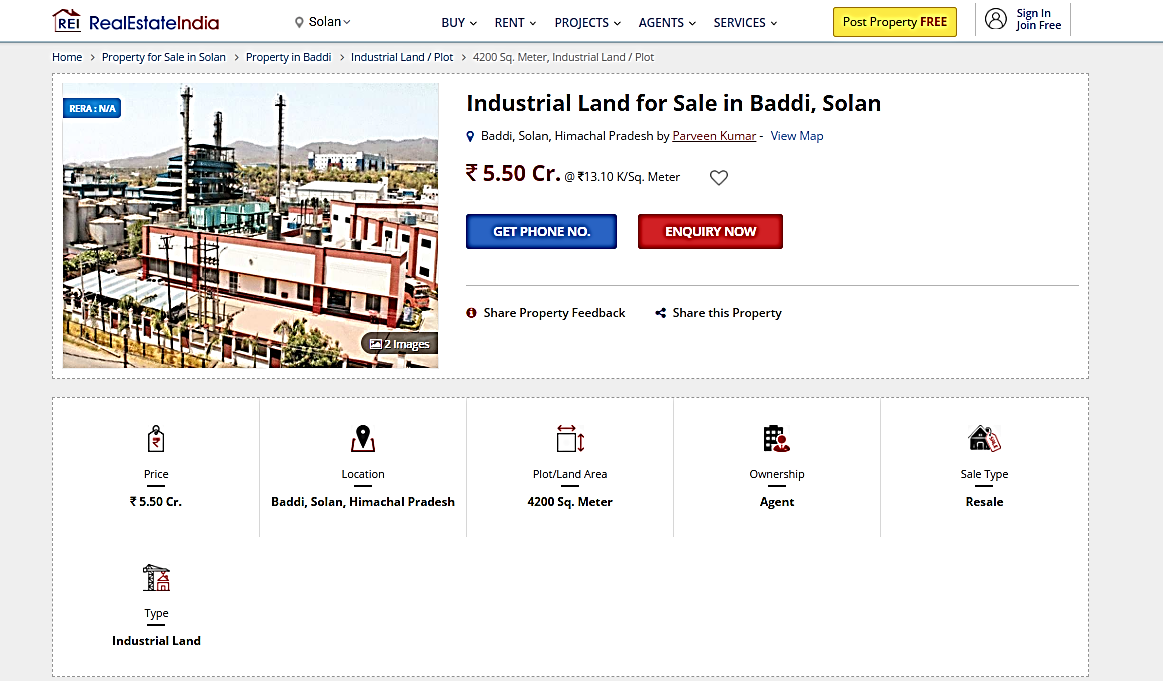 REI RealEstateIndia
Solan
BUY RENT PROJECTS AGENTS SERVICES
Post Property FREE
Sign In
Join Free
Home > Property for Sale in Solan > Property in Baddi > Industrial Land / Plot > 4200 Sq. Meter, Industrial Land / Plot
RERA : N/A
2 Images
Industrial Land for Sale in Baddi, Solan
Baddi, Solan, Himachal Pradesh by Parveen Kumar - View Map
₹ 5.50 Cr. @ ₹13.10 K/Sq. Meter
GET PHONE NO. ENQUIRY NOW
Share Property Feedback Share this Property
Price
₹ 5.50 Cr.
Location
Baddi, Solan, Himachal Pradesh
Plot/Land Area
4200 Sq. Meter
Ownership
Agent
Sale Type
Resale
Type
Industrial Land